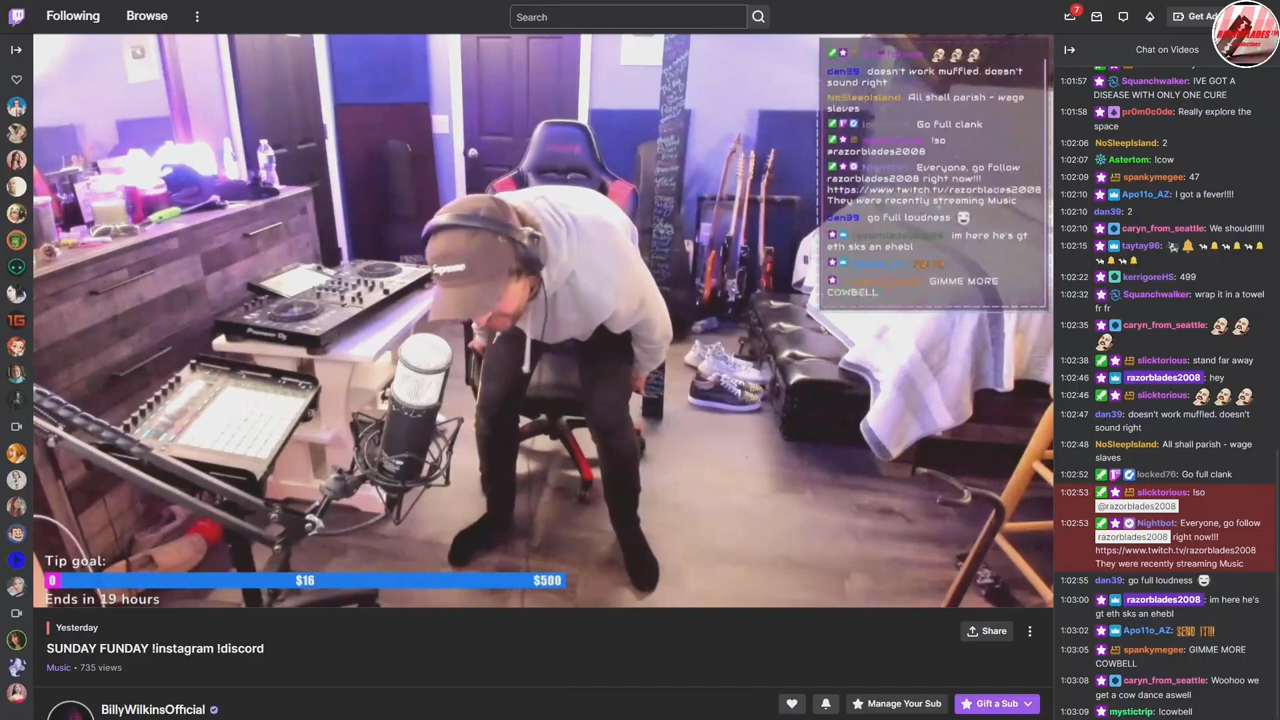 Following
Browse
Search
7
Get Ad
RAZORBLADES
Productions
Chat on Videos
dan39 doesn't work muffled. doesn't
sound right
NoSleepIsland All shall parish - wage
slaves
Go full clank
!so
@razorblades2008
Everyone, go follow
razorblades2008 right now!!!
https://www.twitch.tv/razorblades2008
They were recently streaming Music
dan39 go full loudness
im here he's gt
eth sks an ehebl
GIMME MORE
COWBELL
Supreme
Pioneer DJ
Tip goal:
0 $16 $500
Ends in 19 hours
Yesterday
SUNDAY FUNDAY !instagram !discord
Music • 735 views
Share
BillyWilkinsOfficial
Manage Your Sub
Gift a Sub
1:01:57 Squanchwalker: IVE GOT A
DISEASE WITH ONLY ONE CURE
1:01:58 pr0m0c0de: Really explore the
space
1:02:06 NoSleepIsland: 2
1:02:07 Astertom: !cow
1:02:09 spankymegee: 47
1:02:10 Apo11o_AZ: I got a fever!!!!
1:02:10 dan39: 2
1:02:10 caryn_from_seattle: We should!!!!!
1:02:15 taytay96:
1:02:22 kerrigoreHS: 499
1:02:32 Squanchwalker: wrap it in a towel
fr fr
1:02:35 caryn_from_seattle:
1:02:38 slicktorious: stand far away
1:02:46 razorblades2008: hey
1:02:46 slicktorious:
1:02:47 dan39: doesn't work muffled. doesn't
sound right
1:02:48 NoSleepIsland: All shall parish - wage
slaves
1:02:52 locked76: Go full clank
1:02:53 slicktorious: !so
@razorblades2008
1:02:53 Nightbot: Everyone, go follow
razorblades2008 right now!!!
https://www.twitch.tv/razorblades2008
They were recently streaming Music
1:02:55 dan39: go full loudness
1:03:00 razorblades2008: im here he's
gt eth sks an ehebl
1:03:02 Apo11o_AZ: SEND IT!!!
1:03:05 spankymegee: GIMME MORE
COWBELL
1:03:08 caryn_from_seattle: Woohoo we
get a cow dance aswell
1:03:09 mystictrip: !cowbell